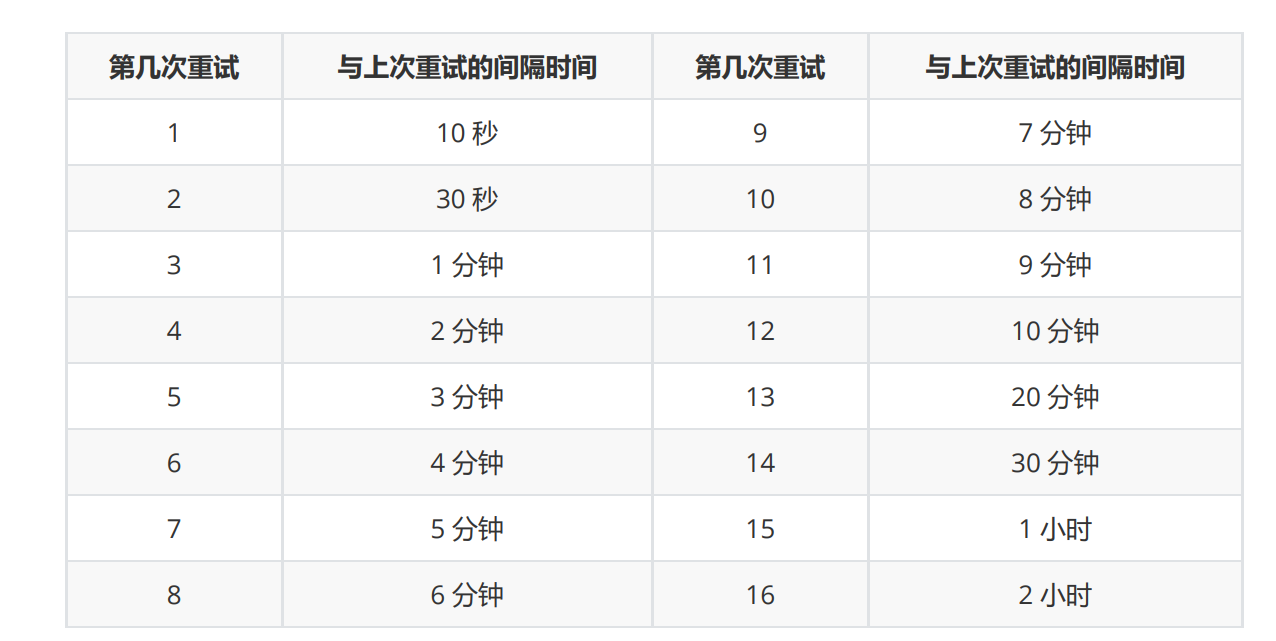 第几次重试 与上次重试的间隔时间 第几次重试 与上次重试的间隔时间
1 10 秒 9 7 分钟
2 30 秒 10 8 分钟
3 1 分钟 11 9 分钟
4 2 分钟 12 10 分钟
5 3 分钟 13 20 分钟
6 4 分钟 14 30 分钟
7 5 分钟 15 1 小时
8 6 分钟 16 2 小时